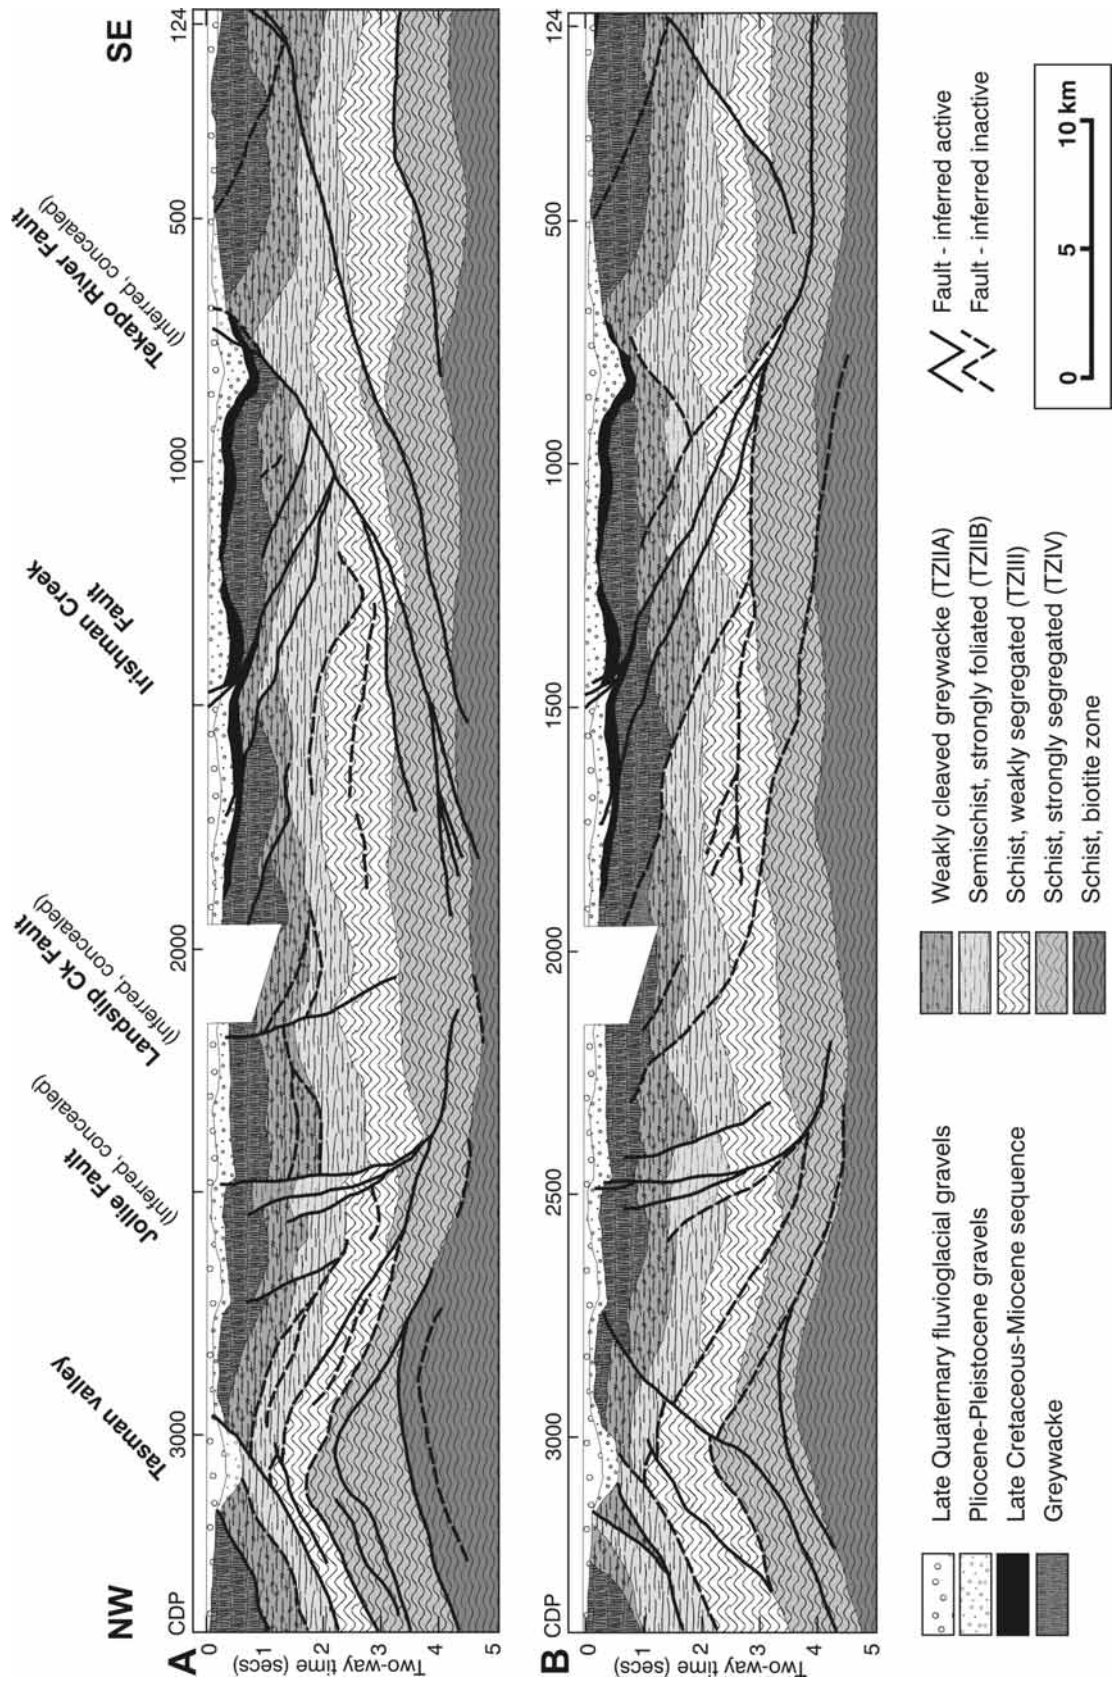 NW
SE
Tasman valley
Jollie Fault
(Inferred, concealed)
Landslip Ck Fault
(Inferred, concealed)
Irishman Creek
Fault
Tekapo River Fault
(Inferred, concealed)
A
CDP
3000
2500
2000
1000
500
124
0
1
2
3
4
5
Two-way time (secs)
B
CDP
3000
2500
2000
1500
1000
500
124
0
1
2
3
4
5
Two-way time (secs)
Late Quaternary fluvioglacial gravels
Pliocene-Pleistocene gravels
Late Cretaceous-Miocene sequence
Greywacke
Weakly cleaved greywacke (TZIIA)
Semischist, strongly foliated (TZIIB)
Schist, weakly segregated (TZIII)
Schist, strongly segregated (TZIV)
Schist, biotite zone
Fault - inferred active
Fault - inferred inactive
0 5 10 km